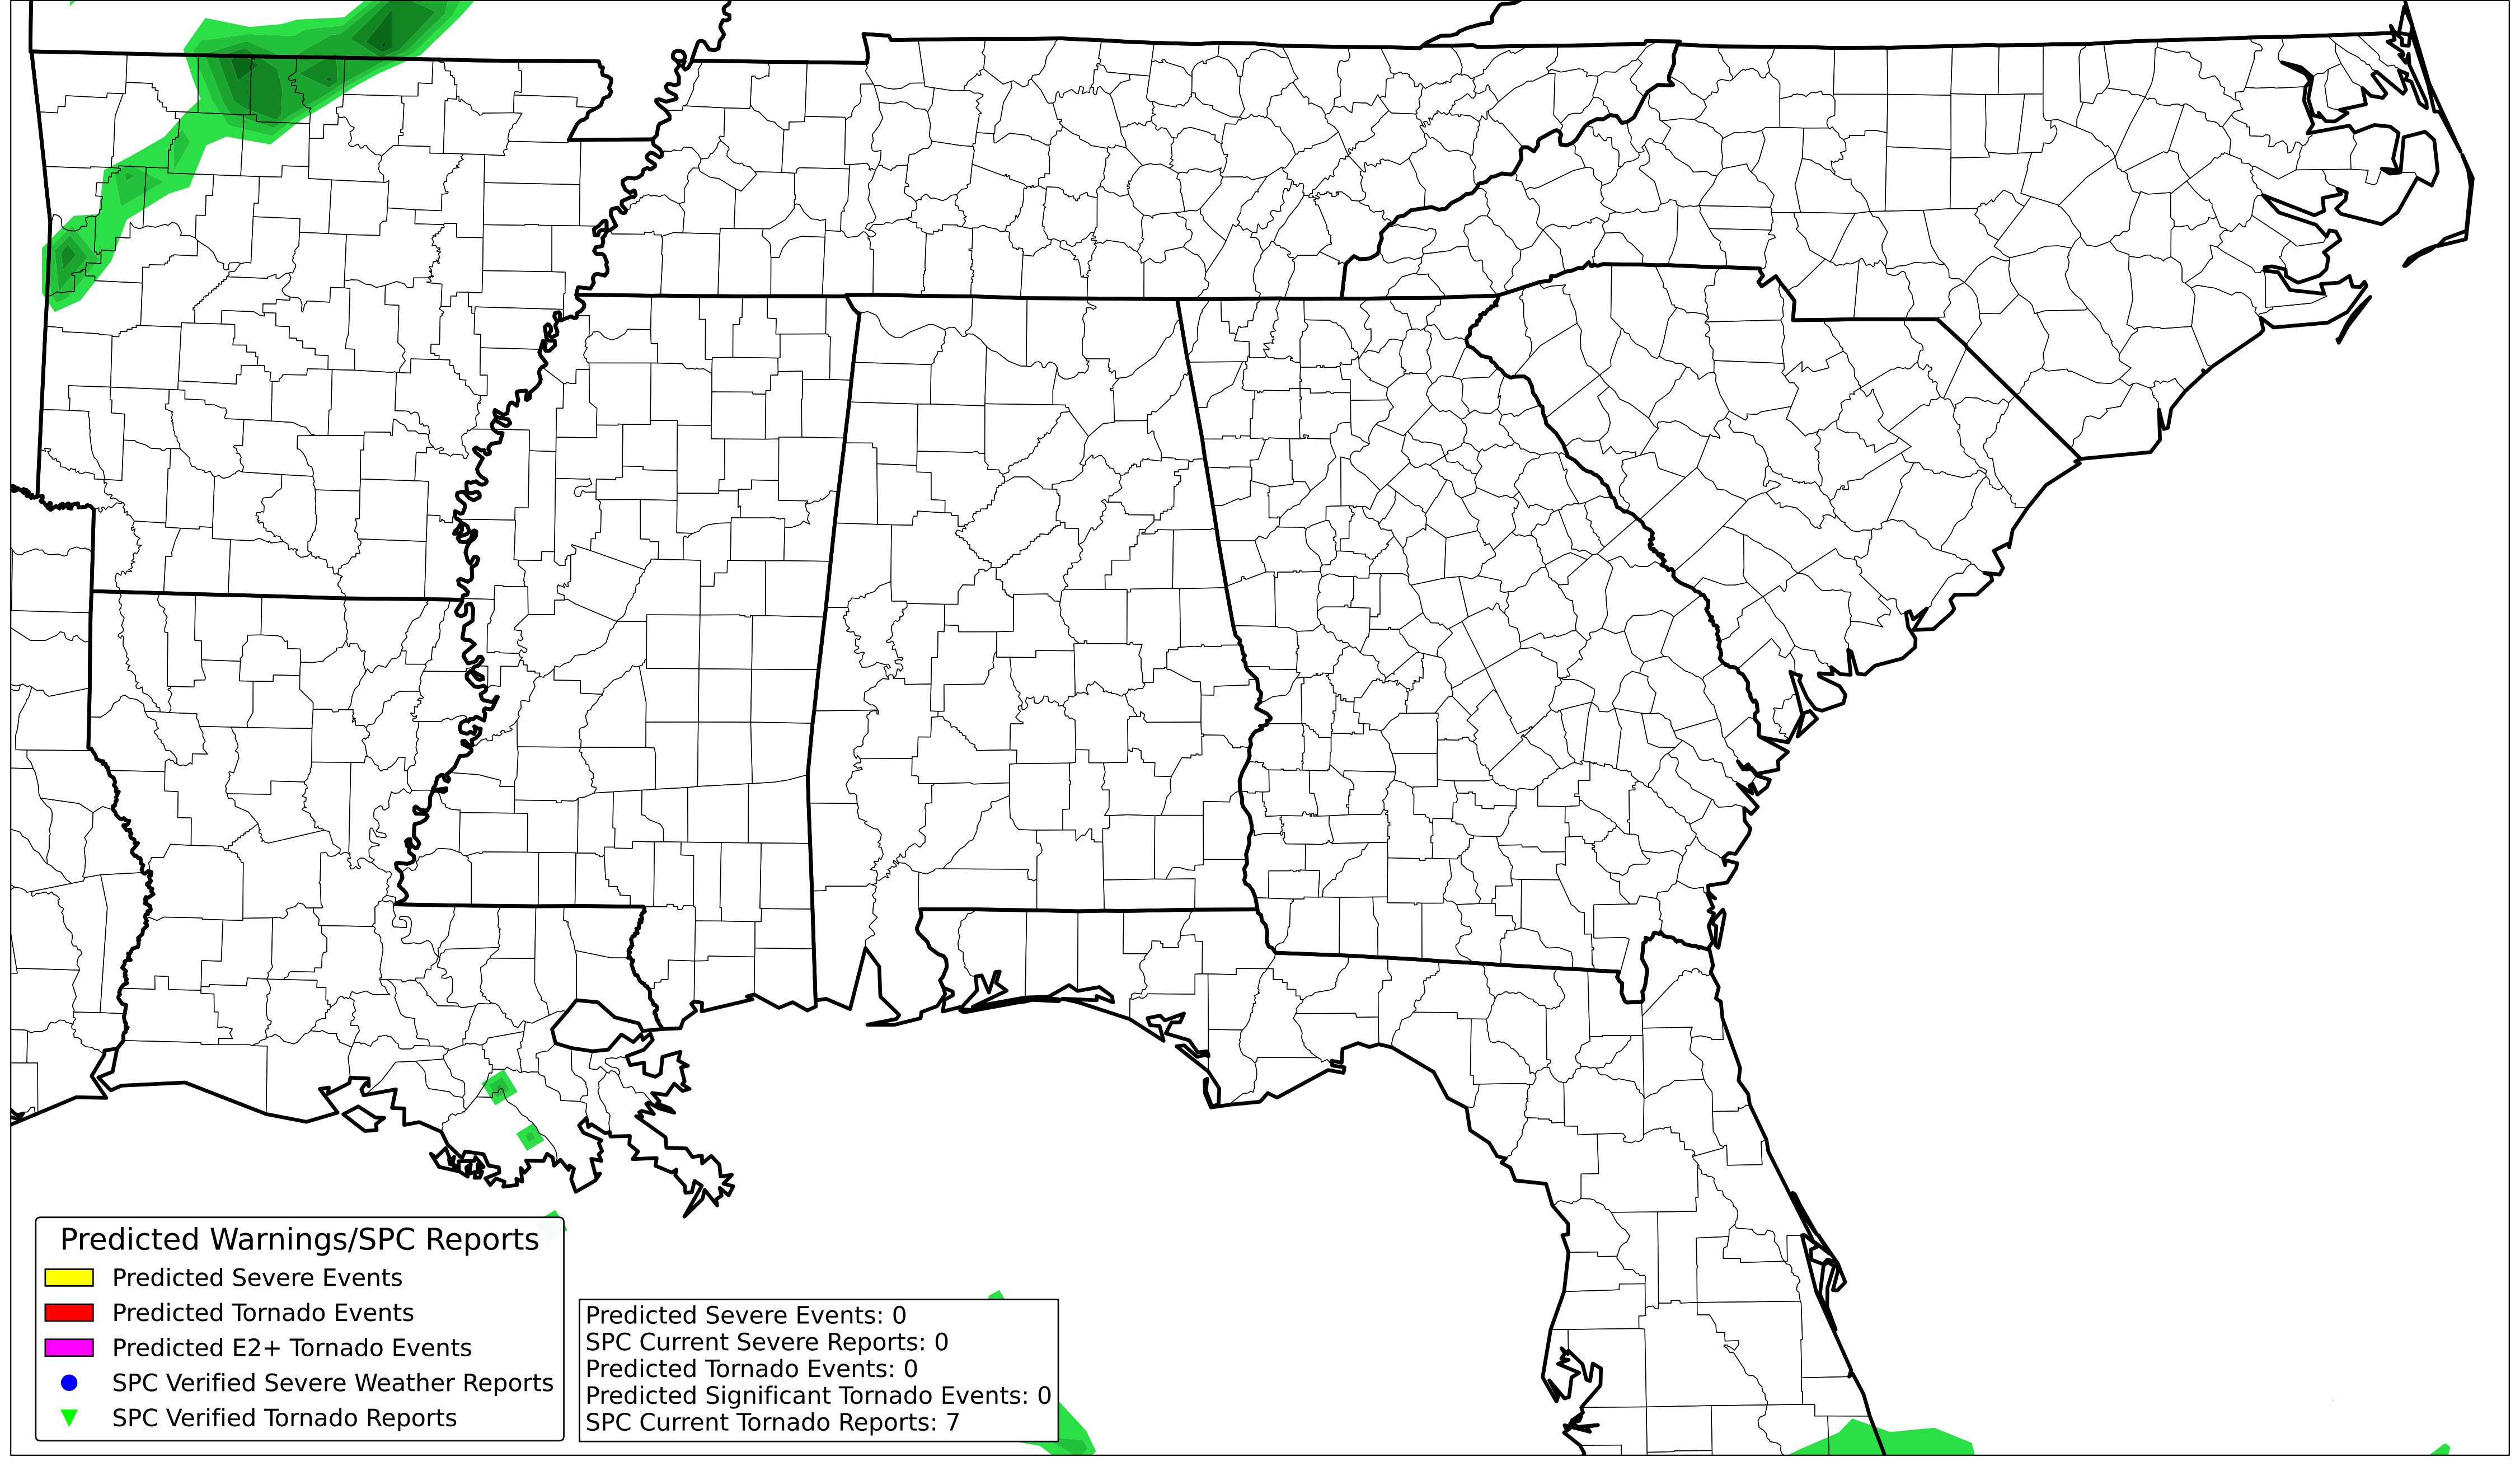 Predicted Warnings/SPC Reports
Predicted Severe Events
Predicted Tornado Events
Predicted E2+ Tornado Events
SPC Verified Severe Weather Reports
SPC Verified Tornado Reports
Predicted Severe Events: 0
SPC Current Severe Reports: 0
Predicted Tornado Events: 0
Predicted Significant Tornado Events: 0
SPC Current Tornado Reports: 7